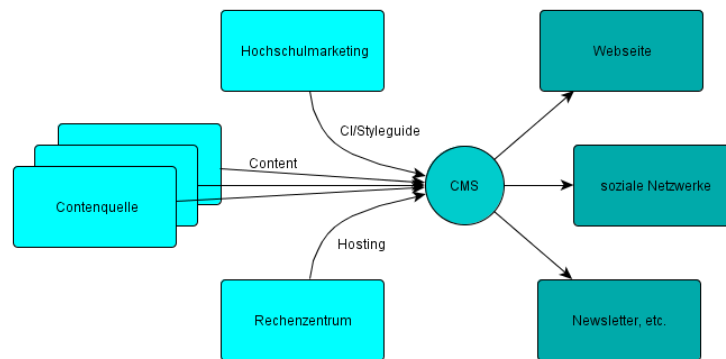 Hochschulmarketing
Webseite
CI/Styleguide
Content
CMS
soziale Netzwerke
Contenquelle
Hosting
Rechenzentrum
Newsletter, etc.